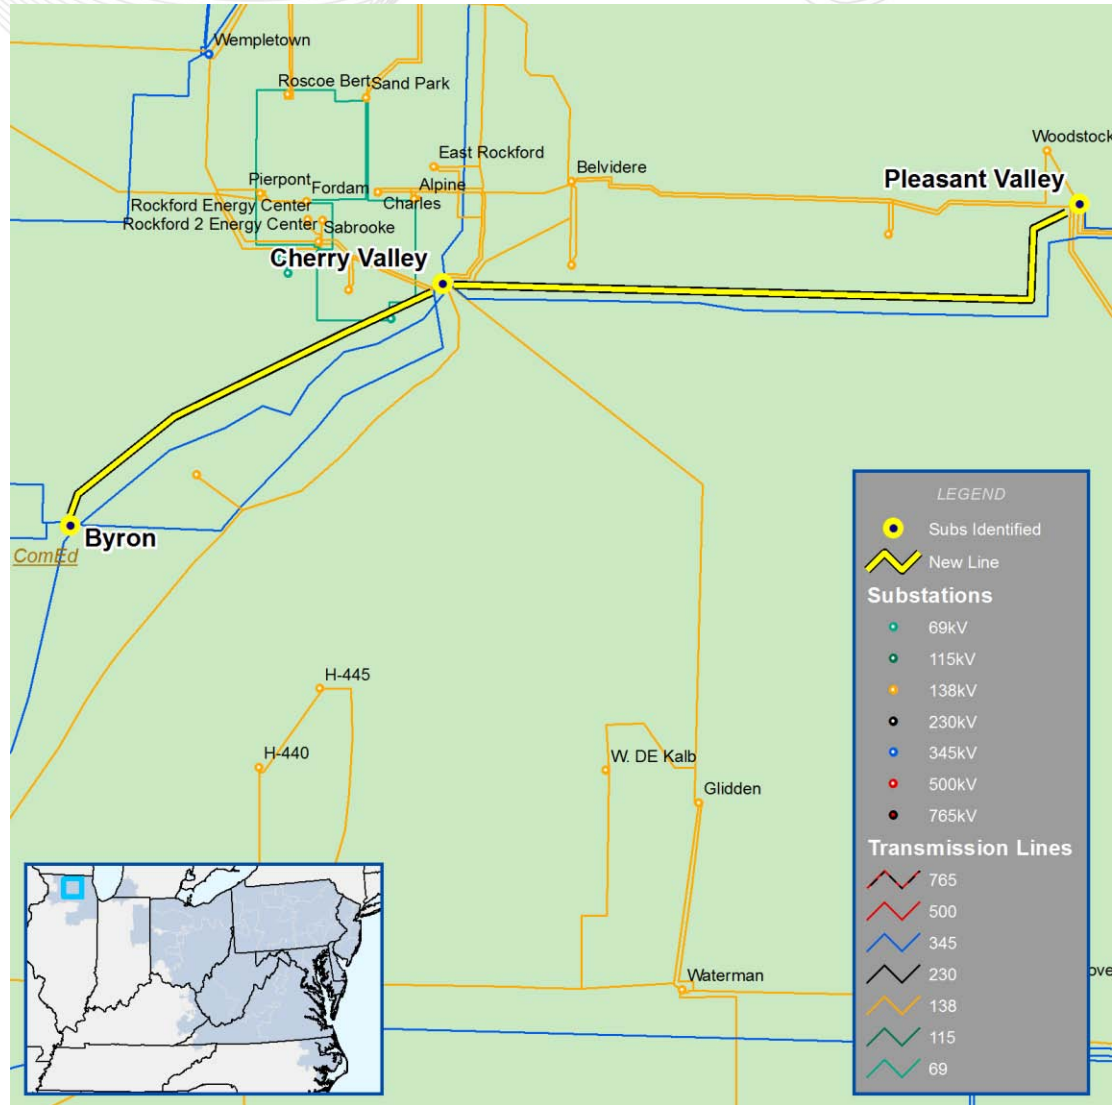 Wempletown
Roscoe Bert
Sand Park
Woodstock
East Rockford
Belvidere
Pleasant Valley
Pierpont
Fordam
Alpine
Charles
Rockford Energy Center
Rockford 2 Energy Center
Sabrooke
Cherry Valley
Byron
ComEd
H-445
H-440
W. DE Kalb
Glidden
Waterman
LEGEND
Subs Identified
New Line
Substations
69kV
115kV
138kV
230kV
345kV
500kV
765kV
Transmission Lines
765
500
345
230
138
115
69